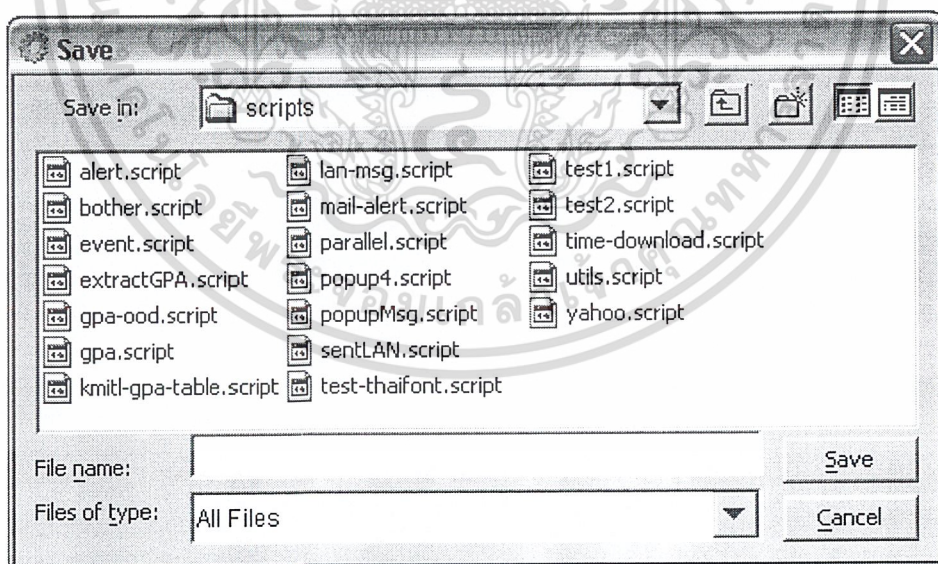 Save
Save in:
scripts
alert.script
bother.script
event.script
extractGPA.script
gpa-ood.script
gpa.script
kmitl-gpa-table.script
lan-msg.script
mail-alert.script
parallel.script
popup4.script
popupMsg.script
sentLAN.script
test-thaifont.script
test1.script
test2.script
time-download.script
utils.script
yahoo.script
File name:
Save
Files of type:
All Files
Cancel